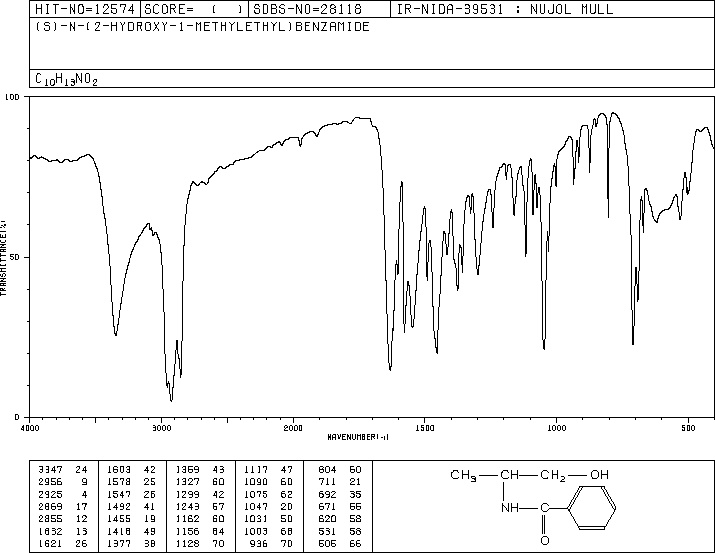 HIT-NO=12574 SCORE= ( ) SDBS-NO=28118 IR-NIDA-39531 : NUJOL MULL
(S)-N-(2-HYDROXY-1-METHYLETHYL)BENZAMIDE
C10H13NO2
100
50
0
TRANSMITTANCE(%)
4000 3000 2000 1500 1000 500
WAVENUMBER(-1)
3347 24 1603 42 1369 43 1117 47 804 60
2956 9 1578 25 1327 60 1090 60 711 21
2925 4 1547 26 1299 42 1075 62 692 35
2869 17 1492 41 1243 57 1047 20 671 55
2855 12 1455 19 1162 60 1031 50 620 58
1632 13 1418 49 1156 84 1003 68 531 58
1621 26 1377 38 1128 70 936 70 505 66
CH3 CH CH2 OH
NH C
O